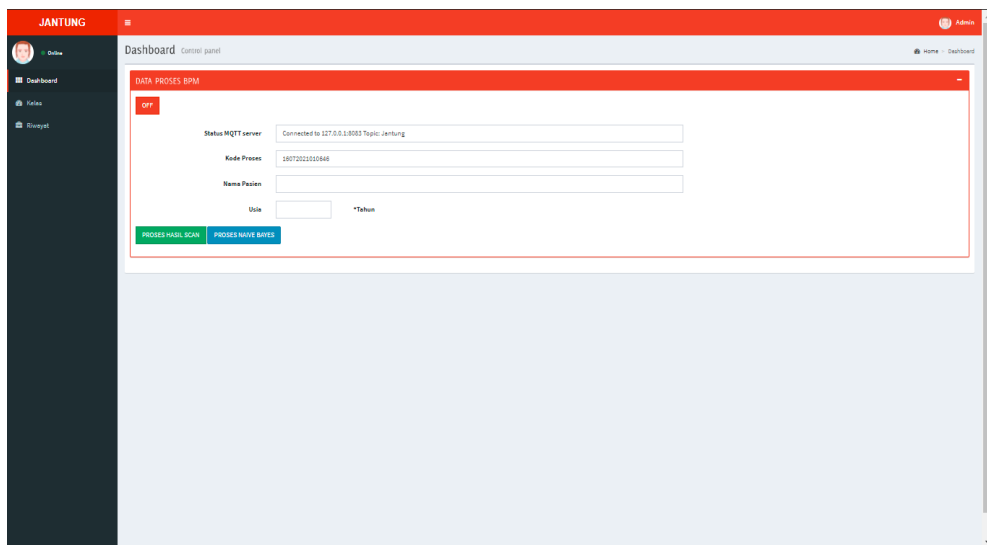 JANTUNG
Admin
Online
Dashboard Control panel
Home - Dashboard
Dashboard
Kelas
Riwayat
DATA PROSES BPM
OFF
Status MQTT server Connected to 127.0.0.1:8083 Topic: Jantung
Kode Proses 16072021010646
Nama Pasien
Usia *Tahun
PROSES HASIL SCAN PROSES NAIVE BAYES